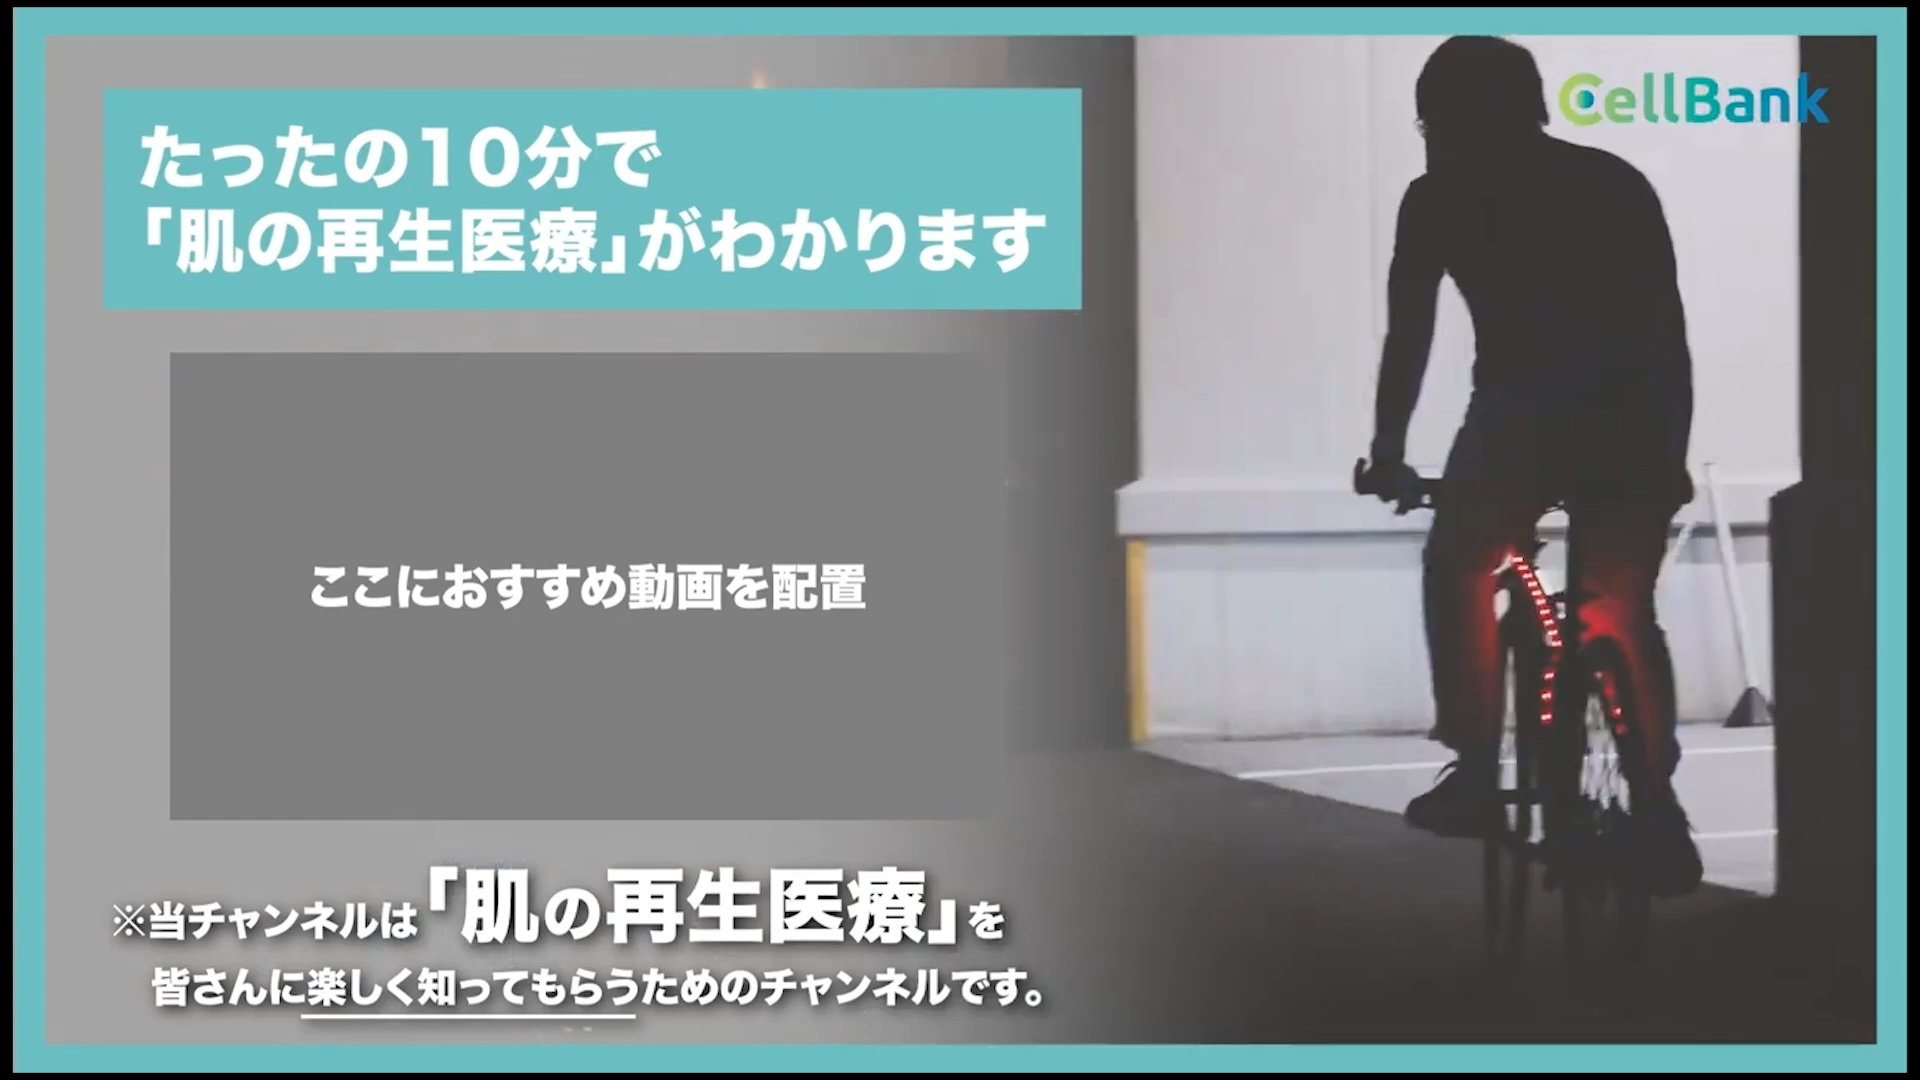 たったの10分で
「肌の再生医療」がわかります
CellBank
ここにおすすめ動画を配置
※当チャンネルは「肌の再生医療」を
皆さんに楽しく知ってもらうためのチャンネルです。